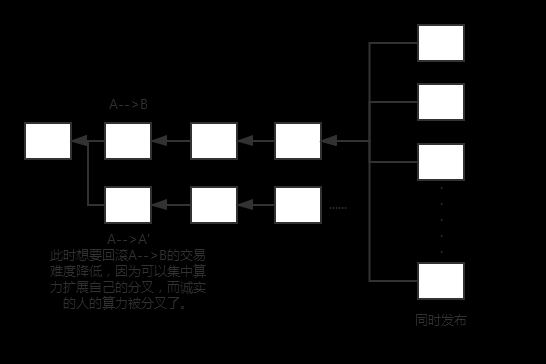 A-->B
......
A-->A'
此时想要回滚A-->B的交易
难度降低，因为可以集中算
力扩展自己的分叉，而诚实
的人的算力被分叉了。
同时发布